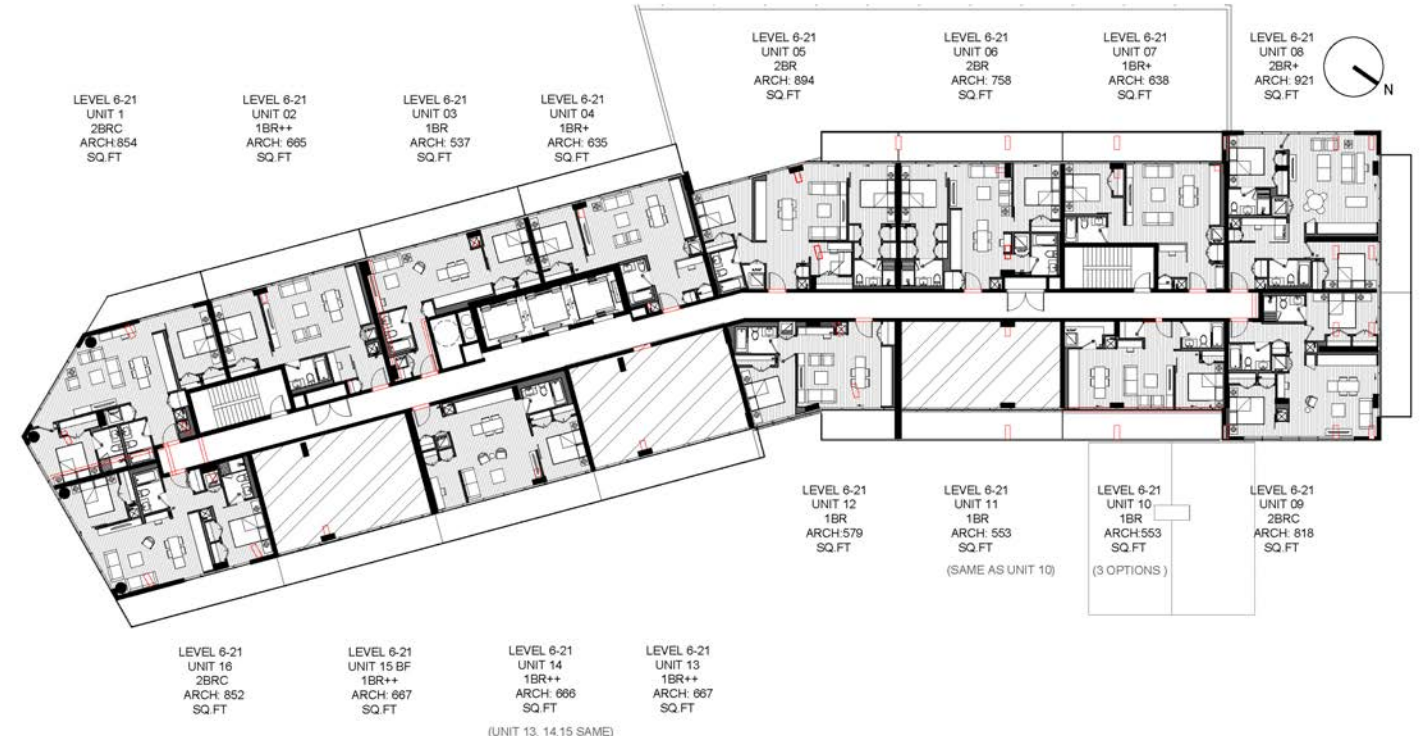 LEVEL 6-21
UNIT 05
2BR
ARCH: 894
SQ.FT
LEVEL 6-21
UNIT 06
2BR
ARCH: 758
SQ.FT
LEVEL 6-21
UNIT 07
1BR+
ARCH: 638
SQ.FT
LEVEL 6-21
UNIT 08
2BR+
ARCH: 921
SQ.FT
N
LEVEL 6-21
UNIT 1
2BRC
ARCH:854
SQ.FT
LEVEL 6-21
UNIT 02
1BR++
ARCH: 665
SQ.FT
LEVEL 6-21
UNIT 03
1BR
ARCH: 537
SQ.FT
LEVEL 6-21
UNIT 04
1BR+
ARCH: 635
SQ.FT
LEVEL 6-21
UNIT 12
1BR
ARCH:579
SQ.FT
LEVEL 6-21
UNIT 11
1BR
ARCH: 553
SQ.FT
(SAME AS UNIT 10)
LEVEL 6-21
UNIT 10
1BR
ARCH:553
SQ.FT
(3 OPTIONS )
LEVEL 6-21
UNIT 09
2BRC
ARCH: 818
SQ.FT
LEVEL 6-21
UNIT 16
2BRC
ARCH: 852
SQ.FT
LEVEL 6-21
UNIT 15 BF
1BR++
ARCH: 667
SQ.FT
LEVEL 6-21
UNIT 14
1BR++
ARCH: 666
SQ.FT
(UNIT 13, 14,15 SAME)
LEVEL 6-21
UNIT 13
1BR++
ARCH: 667
SQ.FT